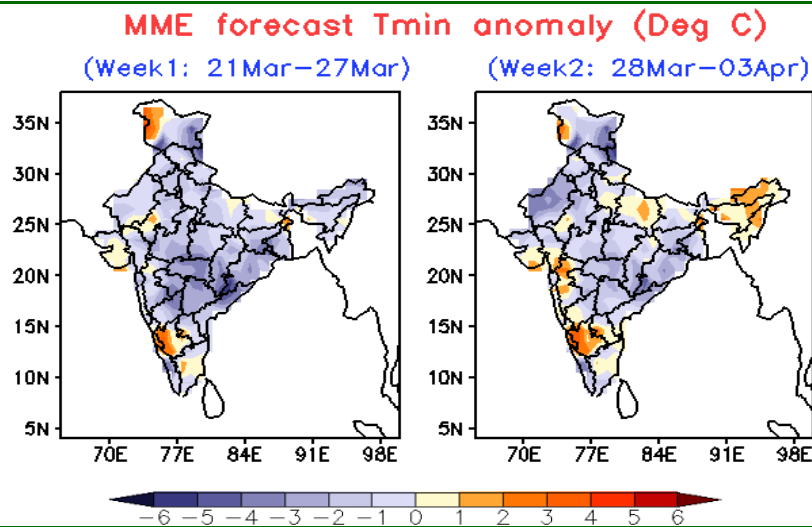 MME forecast Tmin anomaly (Deg C)
(Week1: 21Mar−27Mar)
(Week2: 28Mar−03Apr)
35N
30N
25N
20N
15N
10N
5N
70E 77E 84E 91E 98E
35N
30N
25N
20N
15N
10N
5N
70E 77E 84E 91E 98E
−6 −5 −4 −3 −2 −1 0 1 2 3 4 5 6